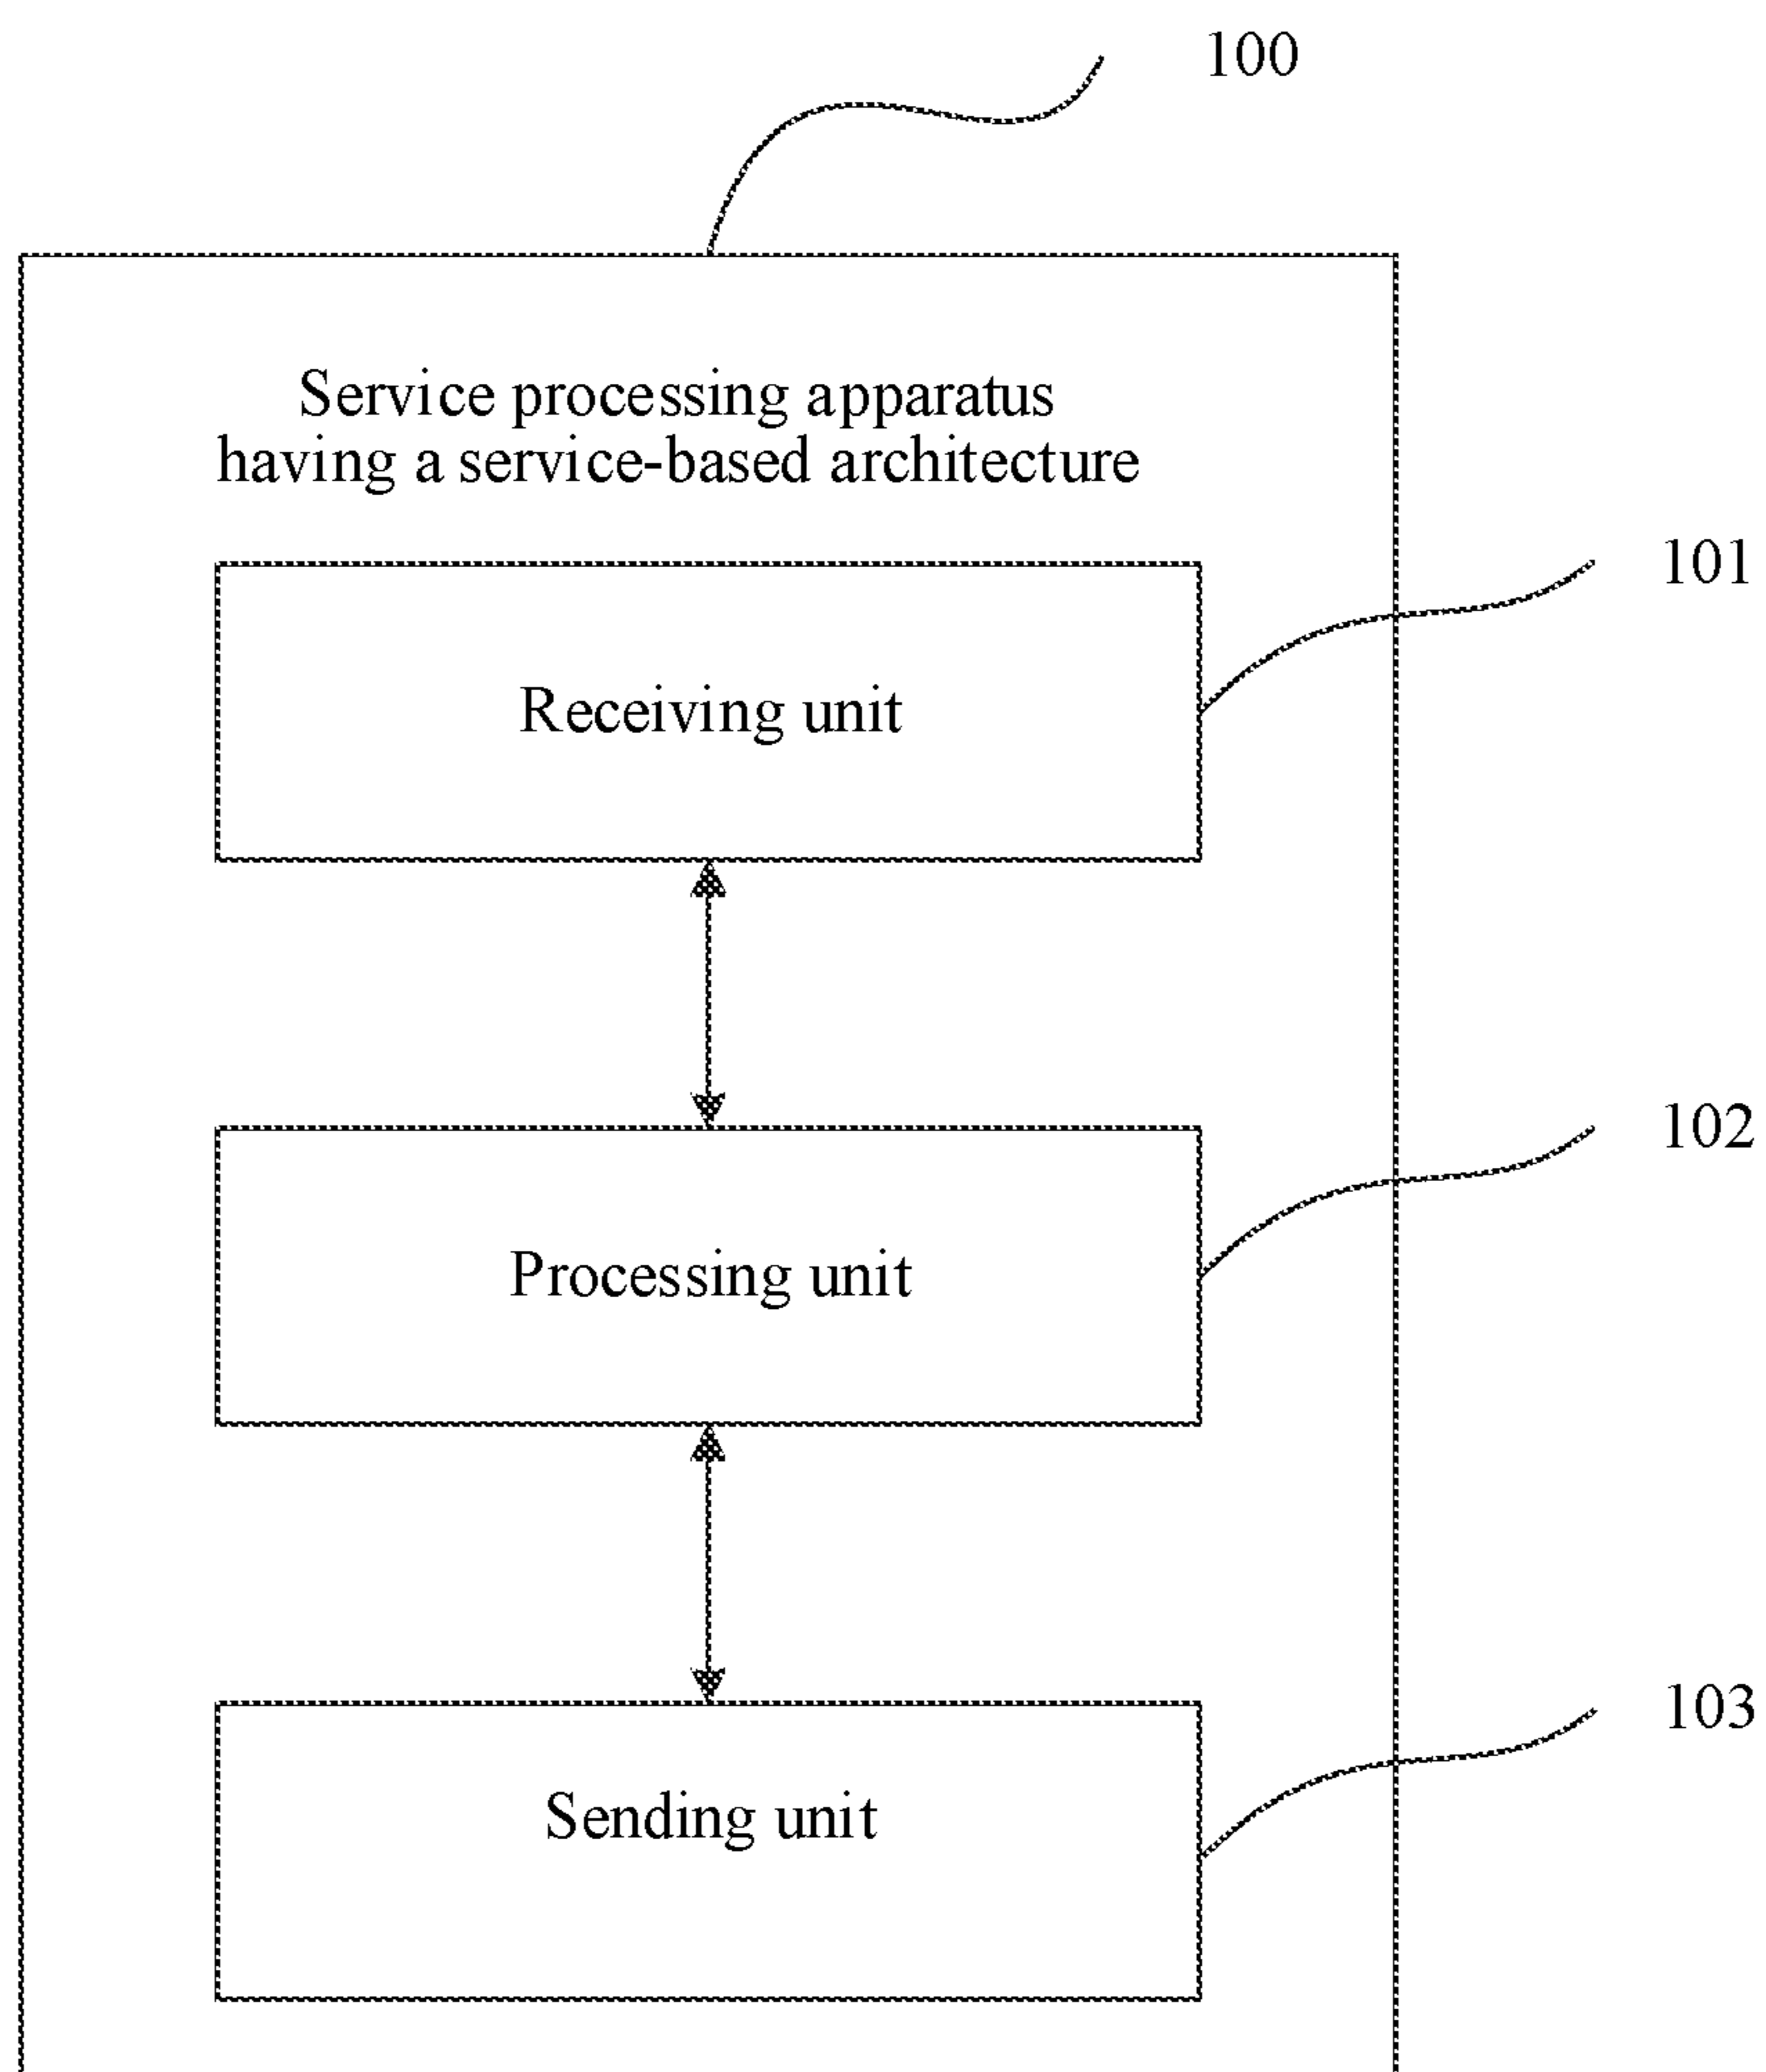 100
Service processing apparatus
having a service-based architecture
101
Receiving unit
102
Processing unit
103
Sending unit